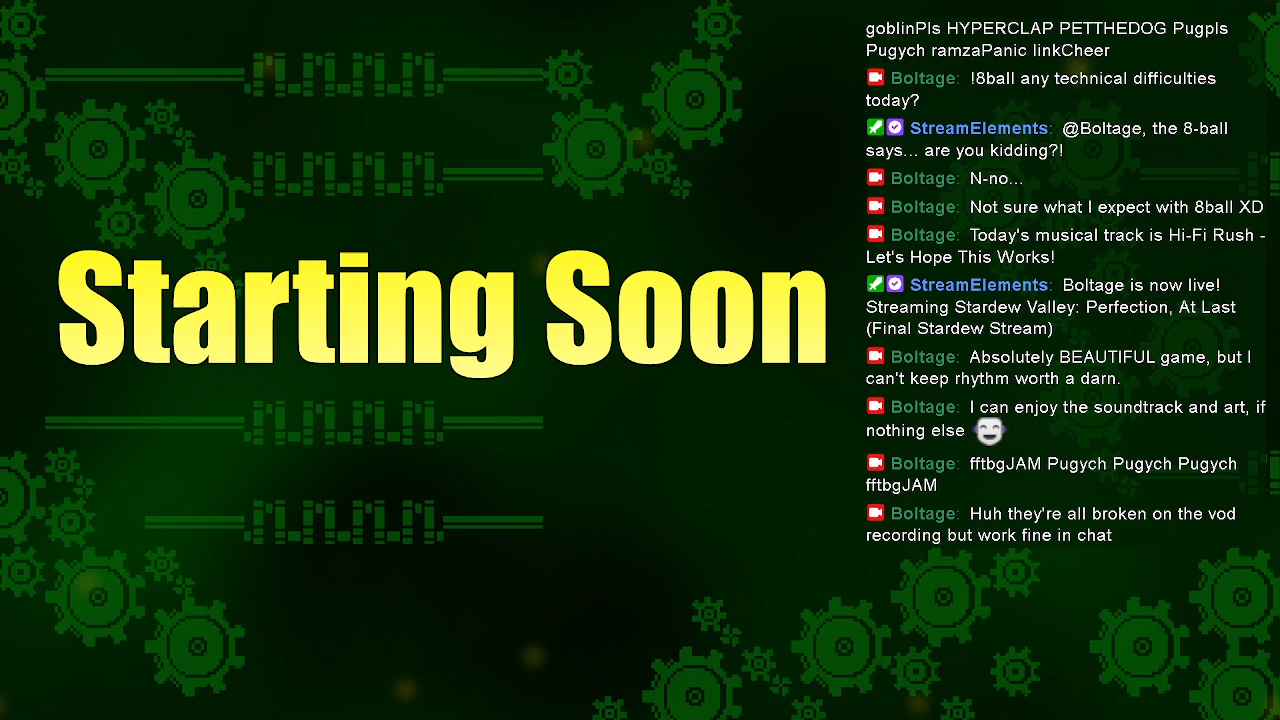 goblinPls HYPERCLAP PETTHEDOG Pugpls
Pugych ramzaPanic linkCheer
Boltage: !8ball any technical difficulties
today?
StreamElements: @Boltage, the 8-ball
says... are you kidding?!
Boltage: N-no...
Boltage: Not sure what I expect with 8ball XD
Boltage: Today's musical track is Hi-Fi Rush -
Let's Hope This Works!
StreamElements: Boltage is now live!
Streaming Stardew Valley: Perfection, At Last
(Final Stardew Stream)
Boltage: Absolutely BEAUTIFUL game, but I
can't keep rhythm worth a darn.
Boltage: I can enjoy the soundtrack and art, if
nothing else
Boltage: fftbgJAM Pugych Pugych Pugych
fftbgJAM
Boltage: Huh they're all broken on the vod
recording but work fine in chat
Starting Soon